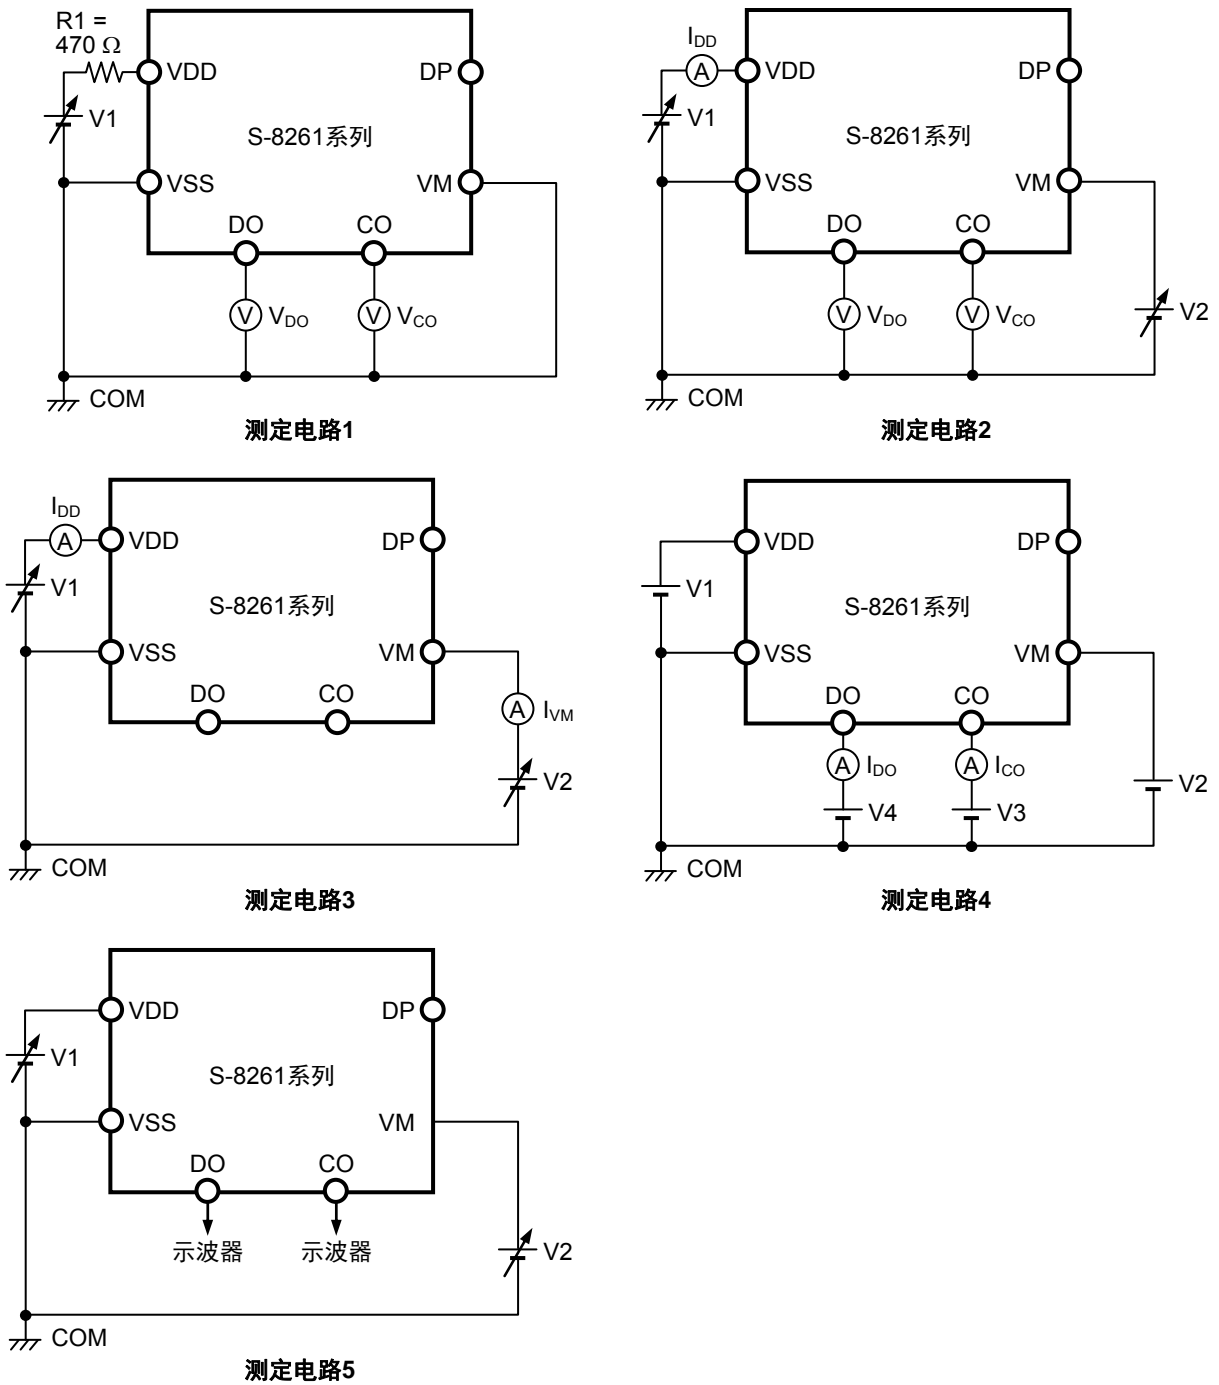 R1 =
470 Ω
VDD
DP
V1
S-8261系列
VSS
VM
DO
CO
V
VDO
V
VCO
COM
测定电路1
IDD
A
VDD
DP
V1
S-8261系列
VSS
VM
DO
CO
V
VDO
V
VCO
V2
COM
测定电路2
IDD
A
VDD
DP
V1
S-8261系列
VSS
VM
DO
CO
A
IVM
V2
COM
测定电路3
VDD
DP
V1
S-8261系列
VSS
VM
DO
CO
A
IDO
A
ICO
V4
V3
V2
COM
测定电路4
VDD
DP
V1
S-8261系列
VSS
VM
DO
CO
示波器
示波器
V2
COM
测定电路5